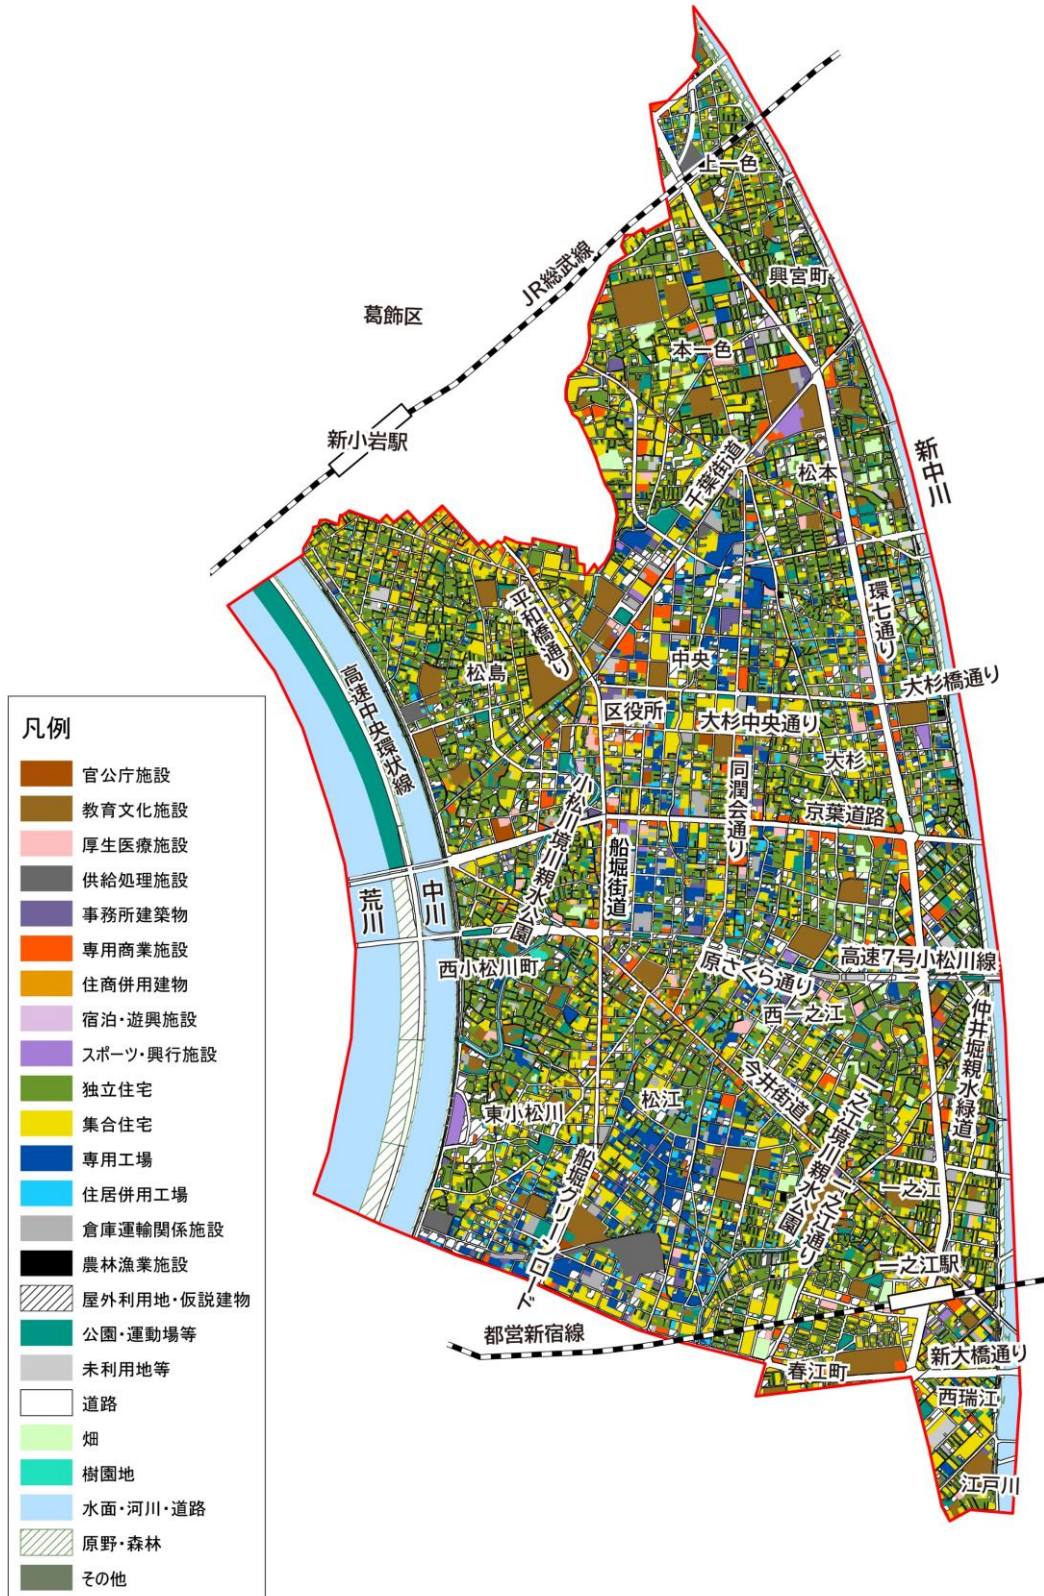 上一色
JR総武線
興宮町
葛飾区
本一色
新小岩駅
千葉街道
松本
新中川
平和橋通り
環七通り
松島
中央
大杉橋通り
高速中央環状線
区役所
大杉中央通り
大杉
同潤会通り
小松川境川親水公園
京葉道路
船堀街道
荒川
中川
西小松川町
原さくら通り
高速7号小松川線
西一之江
仲井堀親水緑道
今井街道
東小松川
松江
一之江境川親水公園
一之江通り
一之江
船堀グリーンロード
一之江駅
都営新宿線
新大橋通り
春江町
西瑞江
江戸川
凡例
官公庁施設
教育文化施設
厚生医療施設
供給処理施設
事務所建築物
専用商業施設
住商併用建物
宿泊・遊興施設
スポーツ・興行施設
独立住宅
集合住宅
専用工場
住居併用工場
倉庫運輸関係施設
農林漁業施設
屋外利用地・仮説建物
公園・運動場等
未利用地等
道路
畑
樹園地
水面・河川・道路
原野・森林
その他